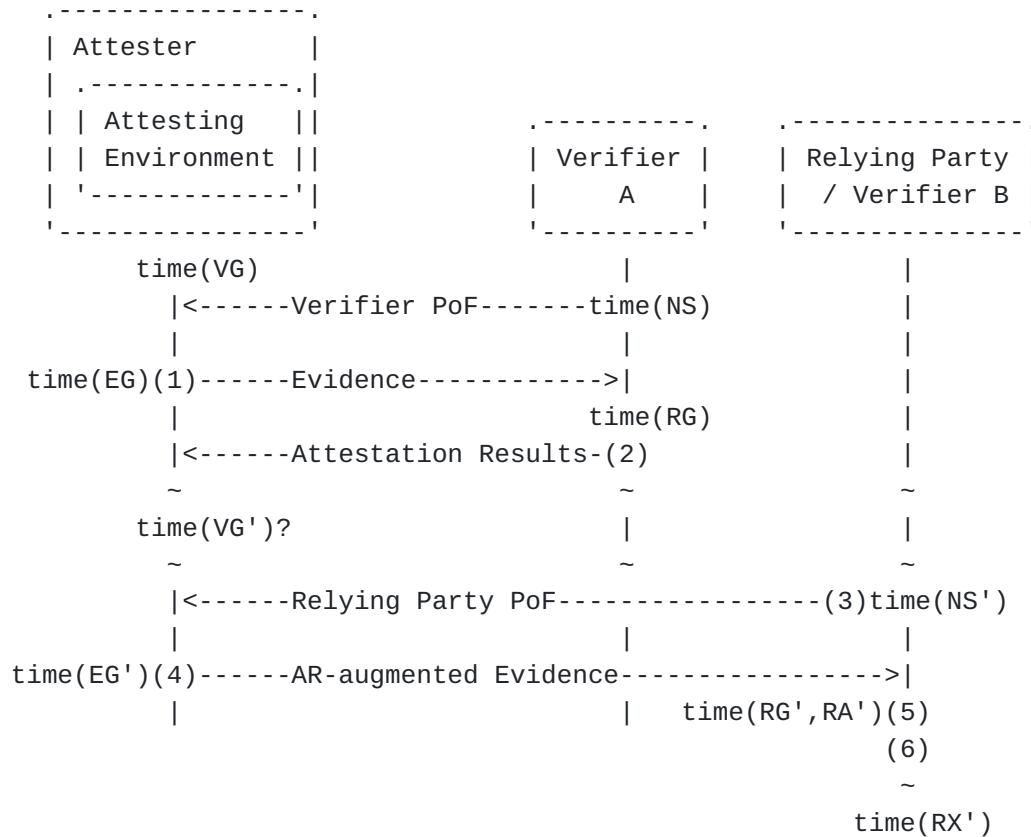 .----------------.
| Attester       |
| .-------------.|
| | Attesting   ||             .----------.    .---------------.
| | Environment ||             | Verifier |    | Relying Party |
| '-------------'|             |     A    |    |  / Verifier B |
'----------------'             '----------'    '---------------'
time(VG)                       |                 |
|<------Verifier PoF-------time(NS)            |
|                            |                 |
time(EG)(1)------Evidence------------>|                 |
|                          time(RG)            |
|<------Attestation Results-(2)                |
~                            ~                 ~
time(VG')?                     |                 |
~                            ~                 ~
|<------Relying Party PoF-----------------(3)time(NS')
|                            |                 |
time(EG')(4)------AR-augmented Evidence----------------->|
|                            |   time(RG',RA')(5)
(6)
~
time(RX')